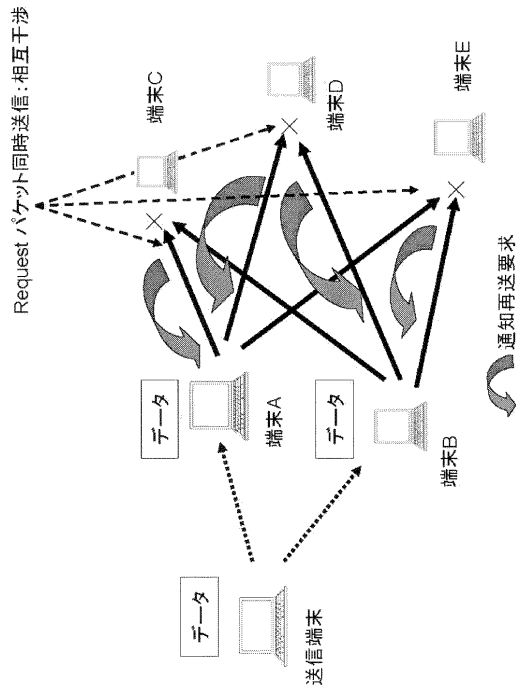 Request パケット同時送信:相互干渉
端末C
端末D
端末E
データ
端末A
データ
端末B
データ
送信端末
通知再送要求